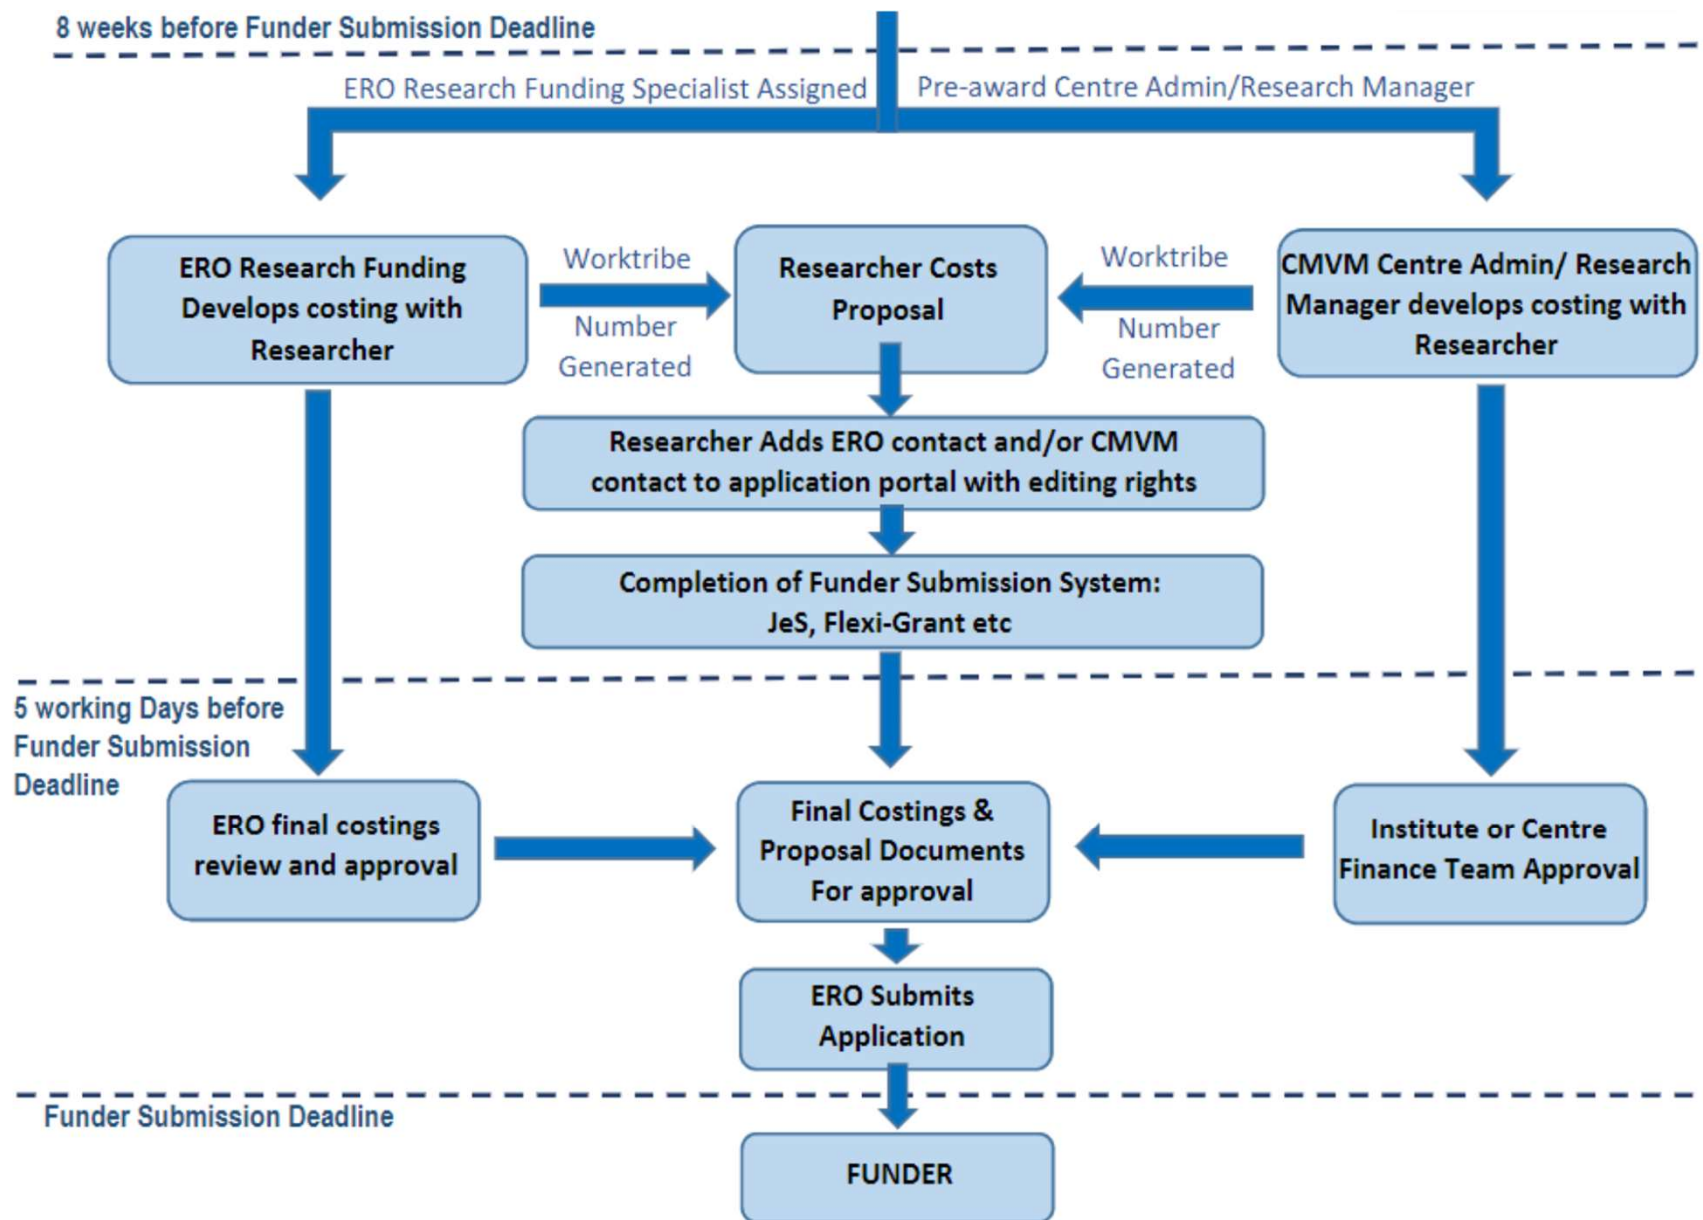 8 weeks before Funder Submission Deadline
ERO Research Funding Specialist Assigned
Pre-award Centre Admin/Research Manager
ERO Research Funding
Develops costing with
Researcher
Worktribe
Number
Generated
Researcher Costs
Proposal
Worktribe
Number
Generated
CMVM Centre Admin/ Research
Manager develops costing with
Researcher
Researcher Adds ERO contact and/or CMVM
contact to application portal with editing rights
Completion of Funder Submission System:
JeS, Flexi-Grant etc
5 working Days before
Funder Submission
Deadline
ERO final costings
review and approval
Final Costings &
Proposal Documents
For approval
Institute or Centre
Finance Team Approval
ERO Submits
Application
Funder Submission Deadline
FUNDER